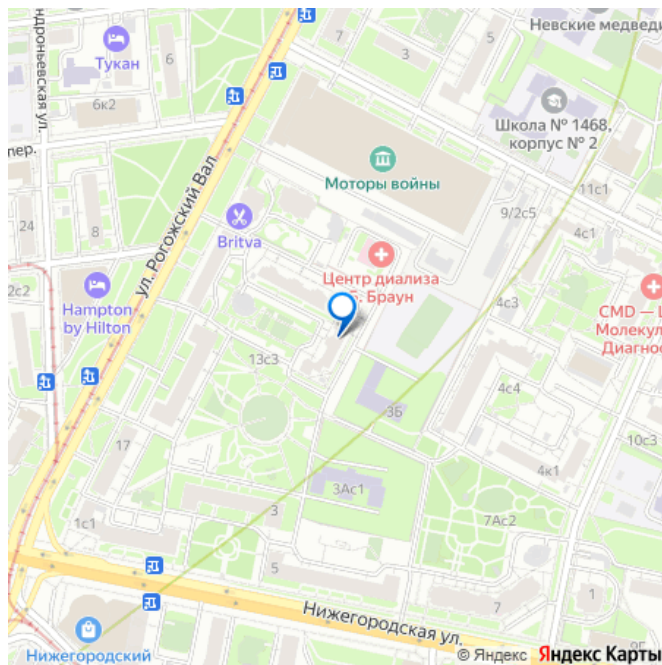 Невские медведи
7
3
5
Тукан
6
ндроньевская ул.
6к2
Школа № 1468,
корпус № 2
пер.
Моторы войны
11с1
ул. Рогожский Вал
24
8
Britva
9/2с5
4с1
Центр диализа
Браун
2с2
Hampton
by Hilton
4с3
CMD — Ц
Молекул
Диагнос
13с3
3Б
4с4
17
10с3
3Ас1
4к1
3
7Ас2
1с1
5
Нижегородская ул.
7
1
Нижегородский
© Яндекс Яндекс Карты